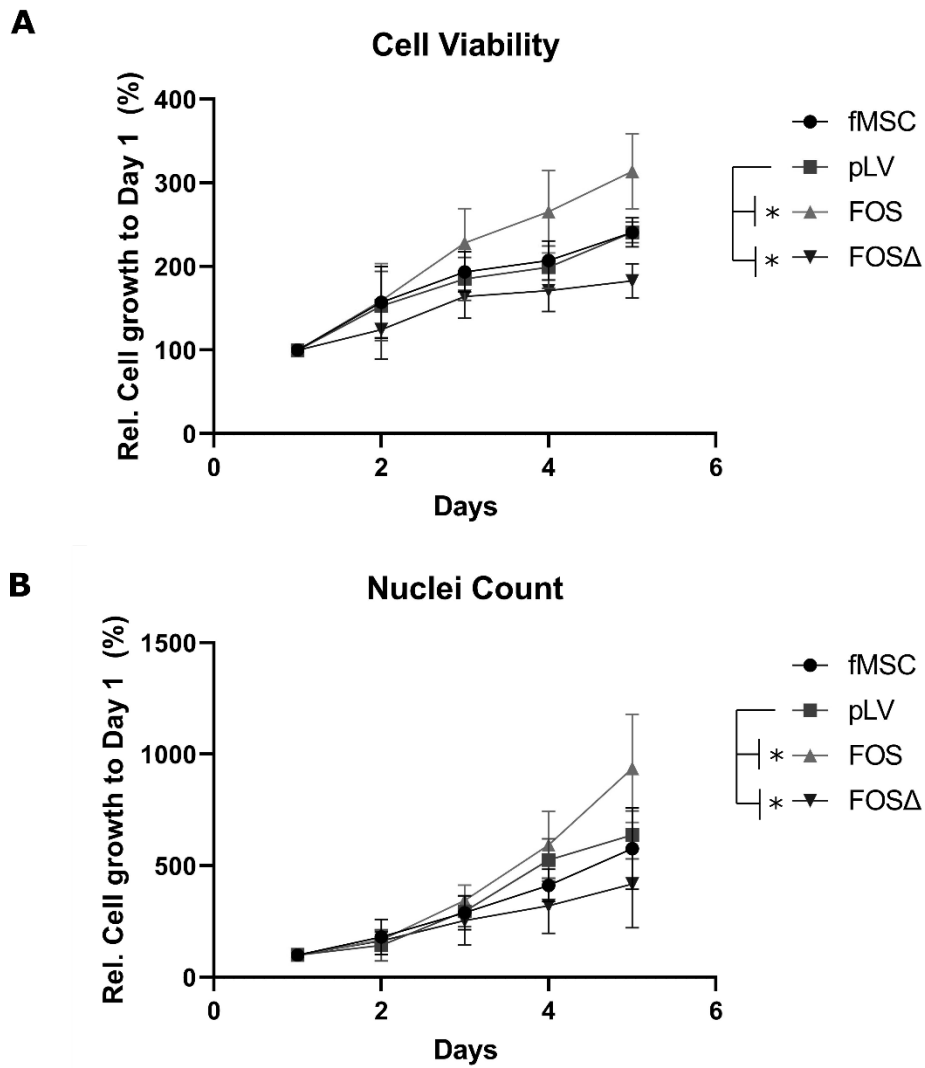 A
Cell Viability
Rel. Cell growth to Day 1 (%)
400
300
200
100
0
0 2 4 6
Days
fMSC
pLV
* FOS
* FOSΔ
B
Nuclei Count
Rel. Cell growth to Day 1 (%)
1500
1000
500
0
0 2 4 6
Days
fMSC
pLV
* FOS
* FOSΔ